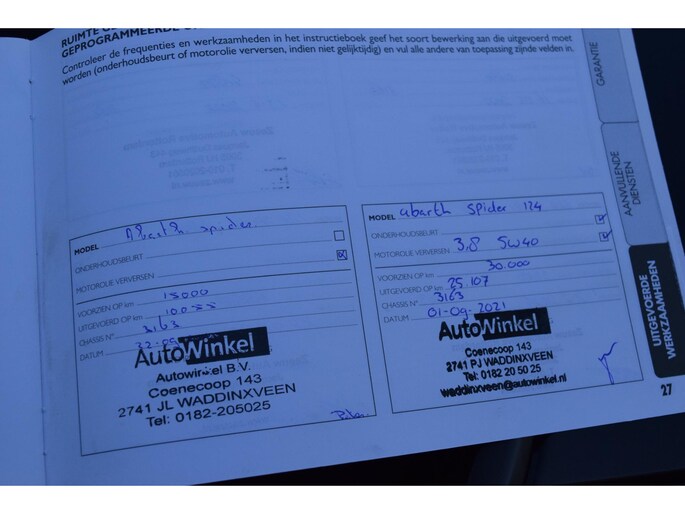 GEPROGRAMMEERDE
Controleer de frequenties en werkzaamheden in het instructieboek geef het soort bewerking aan die uitgevoerd moet
worden (onderhoudsbeurt of motorolie verversen, indien niet gelijktijdig) en vul alle andere van toepassing zijnde velden in.
GARANTIE
AANVULLENDE
DIENSTEN
UITGEVOERDE
WERKZAAMHEDEN
MODEL Abarth spider
ONDERHOUDSBEURT
MOTOROLIE VERVERSEN
VOORZIEN OP km 15000
UITGEVOERD OP km
CHASSIS N° 3163
DATUM
AutoWinkel
Autowinkel B.V.
Coenecoop 143
2741 JL WADDINXVEEN
Tel: 0182-205025
MODEL abarth spider 124
ONDERHOUDSBEURT
MOTOROLIE VERVERSEN 3,8 5W40
VOORZIEN OP km 30.000
UITGEVOERD OP km 25.107
CHASSIS N° 3163
DATUM 01-09-2021
AutoWinkel
Coenecoop 143
2741 PJ WADDINXVEEN
Tel: 0182 20 50 25
waddinxveen@autowinkel.nl
27